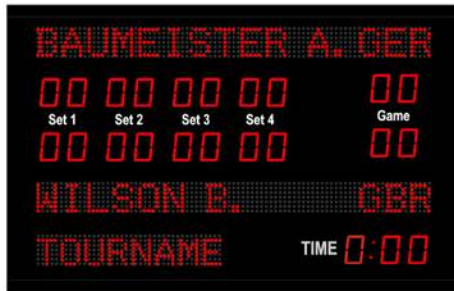 BAUMEISTER A. GER
00 00 00 00 00
Set 1 Set 2 Set 3 Set 4 Game
00 00 00 00 00
WILSON B. GBR
TOURNAME TIME 0:00